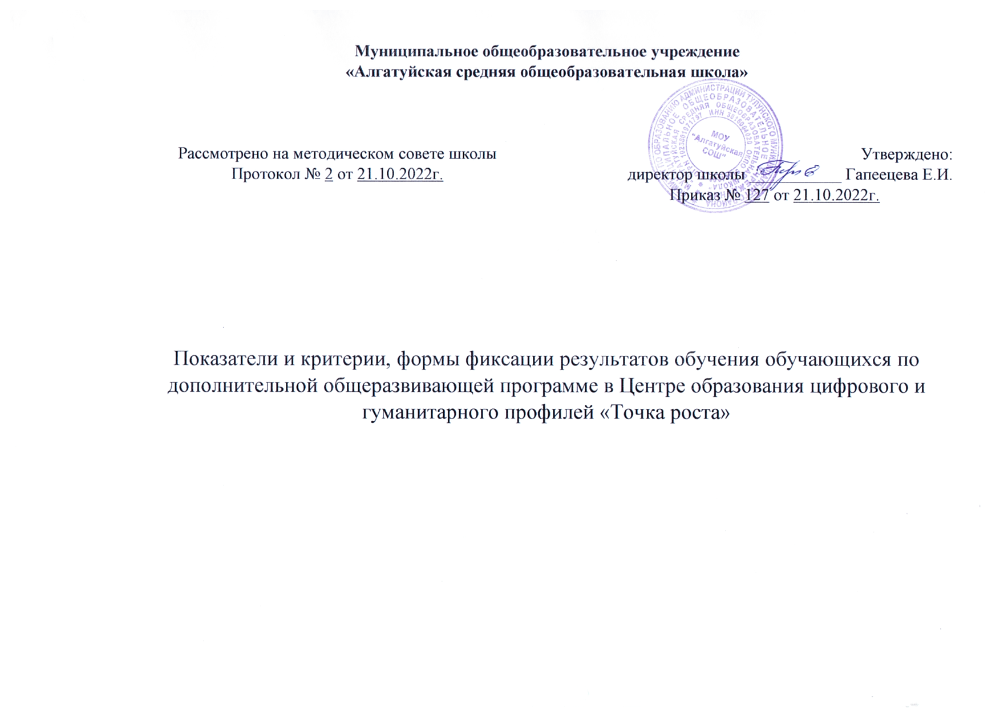 Муниципальное общеобразовательное учреждение
«Алгатуйская средняя общеобразовательная школа»
Рассмотрено на методическом совете школы
Протокол № 2 от 21.10.2022г.
Утверждено:
директор школы ____________ Гапеецева Е.И.
Приказ № 127 от 21.10.2022г.
МОУ
"Алгатуйская
СОШ"
Показатели и критерии, формы фиксации результатов обучения обучающихся по
дополнительной общеразвивающей программе в Центре образования цифрового и
гуманитарного профилей «Точка роста»